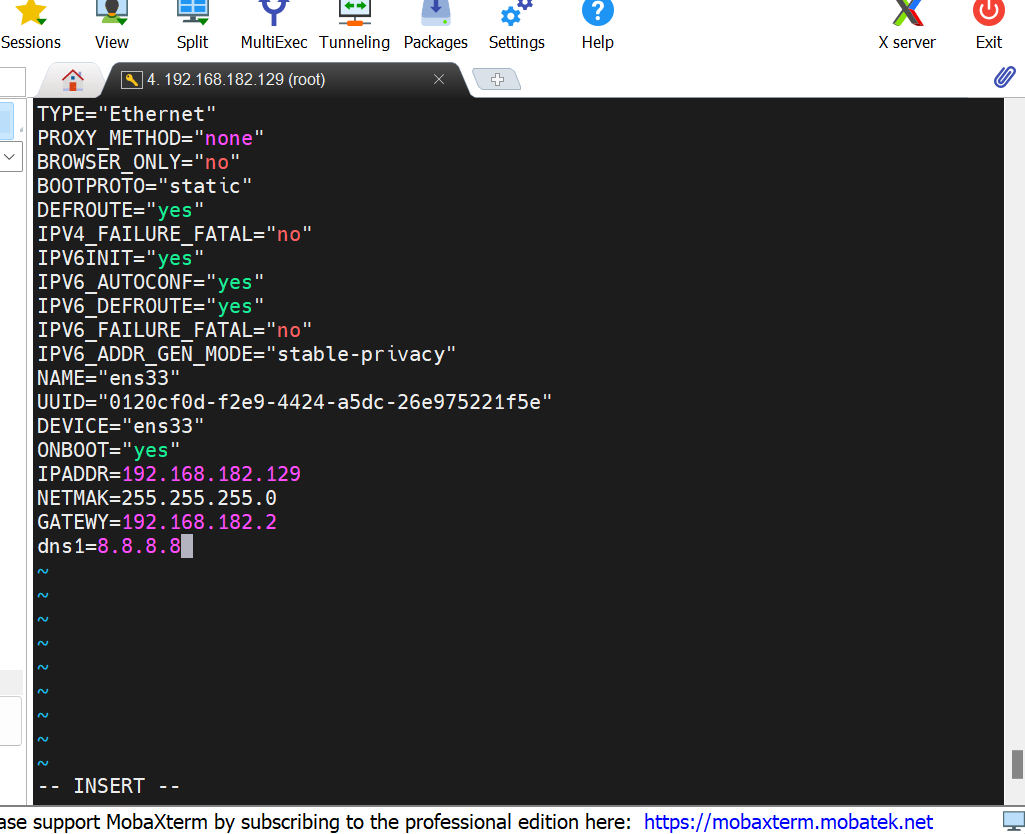 Sessions View Split MultiExec Tunneling Packages Settings Help X server Exit
4. 192.168.182.129 (root)
TYPE="Ethernet"
PROXY_METHOD="none"
BROWSER_ONLY="no"
BOOTPROTO="static"
DEFROUTE="yes"
IPV4_FAILURE_FATAL="no"
IPV6INIT="yes"
IPV6_AUTOCONF="yes"
IPV6_DEFROUTE="yes"
IPV6_FAILURE_FATAL="no"
IPV6_ADDR_GEN_MODE="stable-privacy"
NAME="ens33"
UUID="0120cf0d-f2e9-4424-a5dc-26e975221f5e"
DEVICE="ens33"
ONBOOT="yes"
IPADDR=192.168.182.129
NETMAK=255.255.255.0
GATEWY=192.168.182.2
dns1=8.8.8.8
~
~
~
~
~
~
~
~
~
-- INSERT --
ase support MobaXterm by subscribing to the professional edition here: https://mobaxterm.mobatek.net